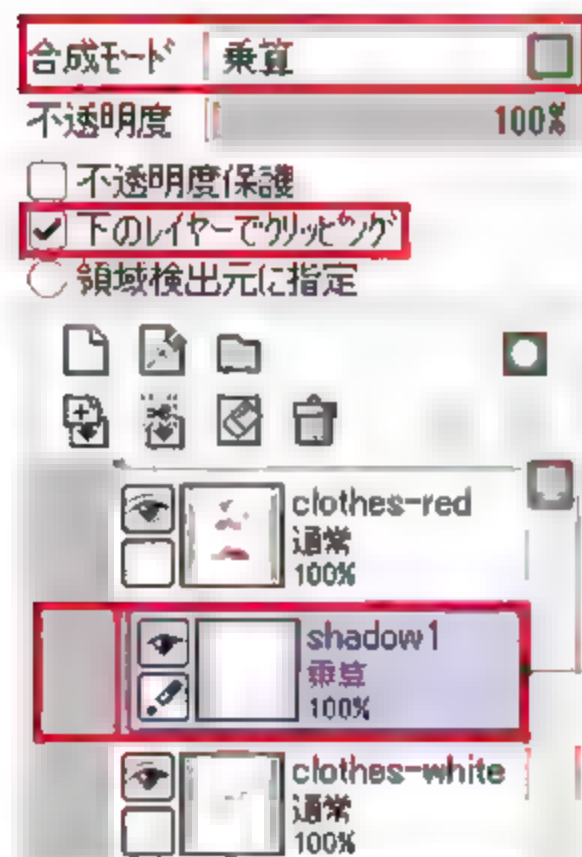 合成モード 乗算
不透明度 100%
不透明度保護
下のレイヤーでクリッピング
領域検出元に指定
clothes-red
通常
100%
shadow1
乗算
100%
clothes-white
通常
100%